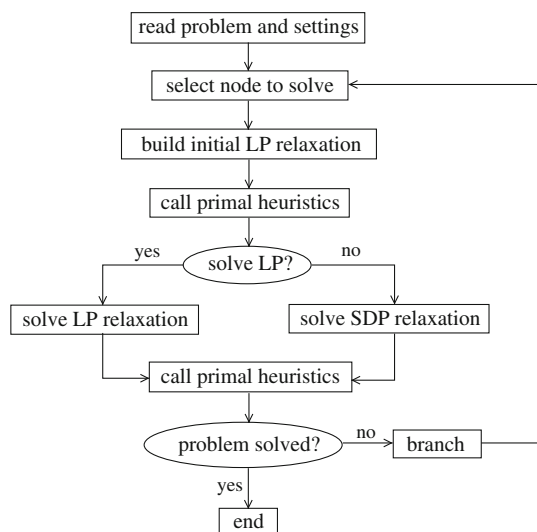 read problem and settings
select node to solve
build initial LP relaxation
call primal heuristics
yes
solve LP?
no
solve LP relaxation
solve SDP relaxation
call primal heuristics
problem solved?
no
branch
yes
end